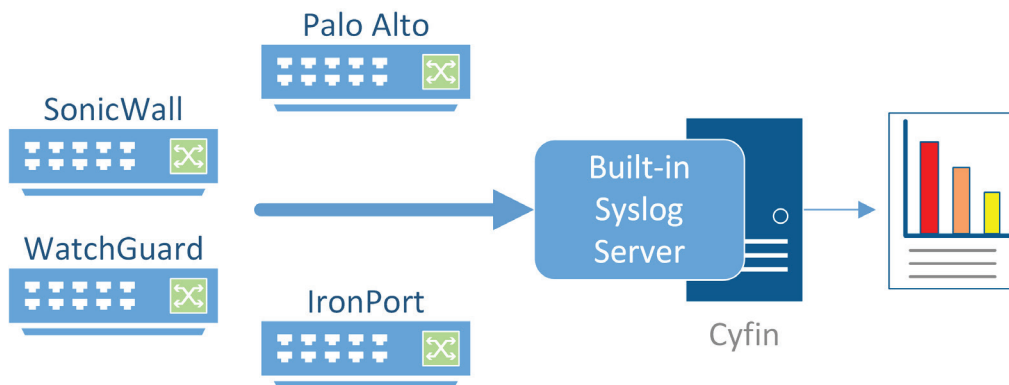 Palo Alto
SonicWall
WatchGuard
IronPort
Built-in
Syslog
Server
Cyfin